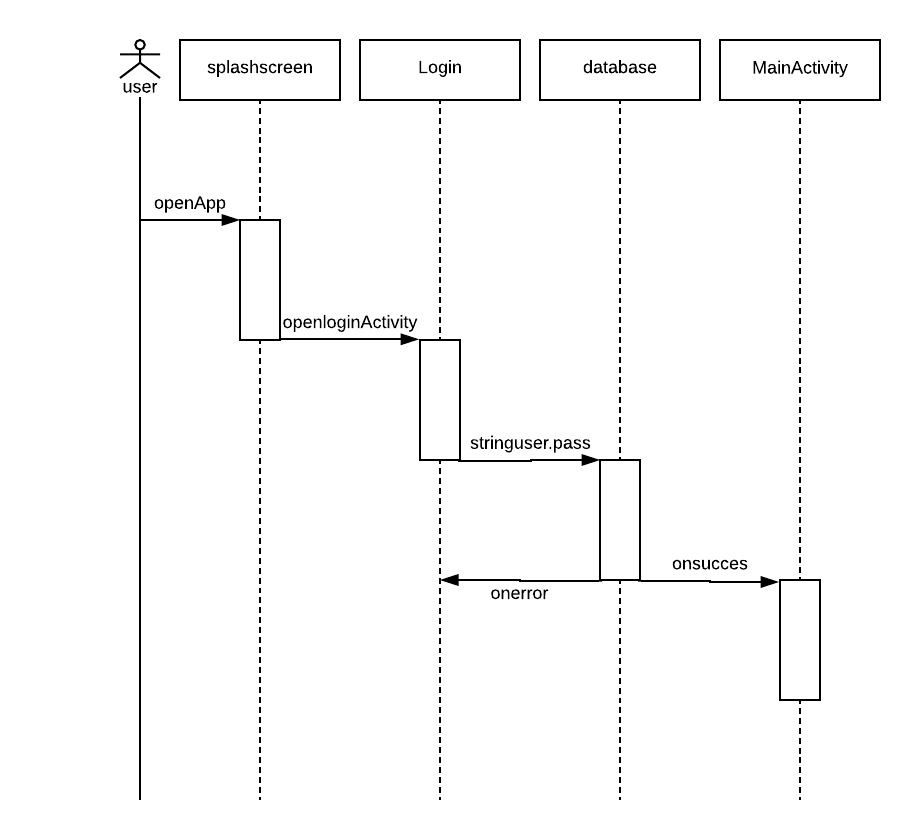 user
splashscreen
Login
database
MainActivity
openApp
openloginActivity
stringuser.pass
onsucces
onerror